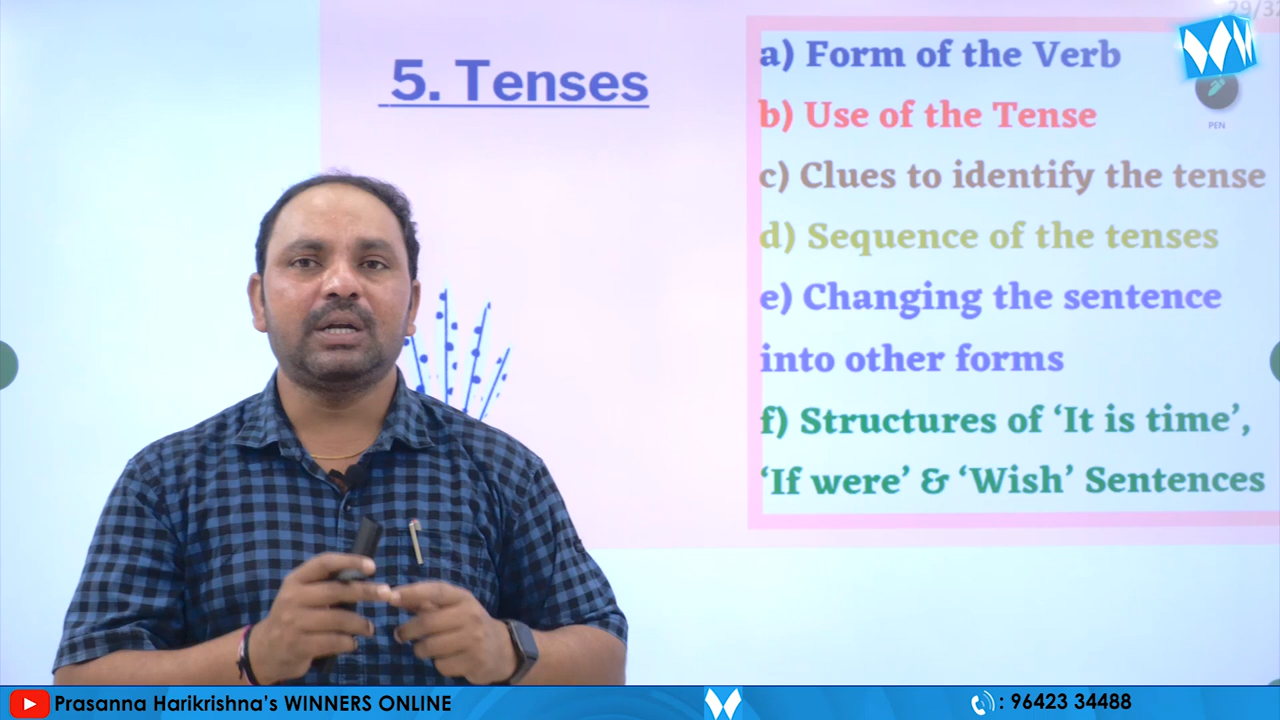 29/32
5. Tenses
a) Form of the Verb
b) Use of the Tense
PEN
c) Clues to identify the tense
d) Sequence of the tenses
e) Changing the sentence
into other forms
f) Structures of ‘It is time’,
‘If were’ & ‘Wish’ Sentences
Prasanna Harikrishna's WINNERS ONLINE
: 96423 34488